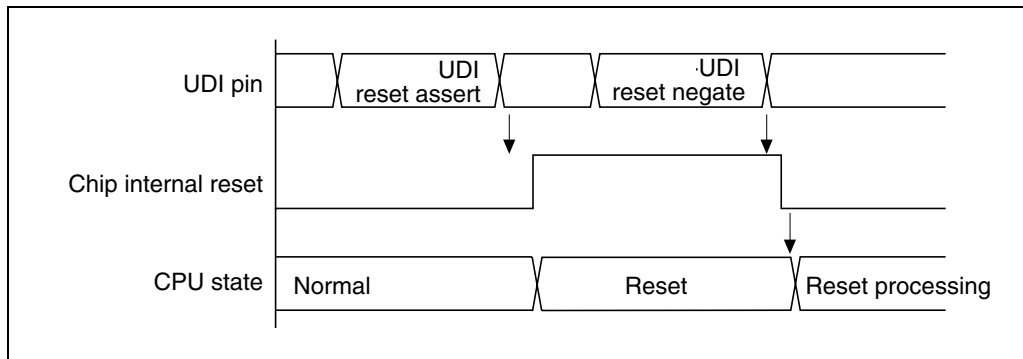 UDI pin
UDI
reset assert
UDI
reset negate
Chip internal reset
CPU state
Normal
Reset
Reset processing